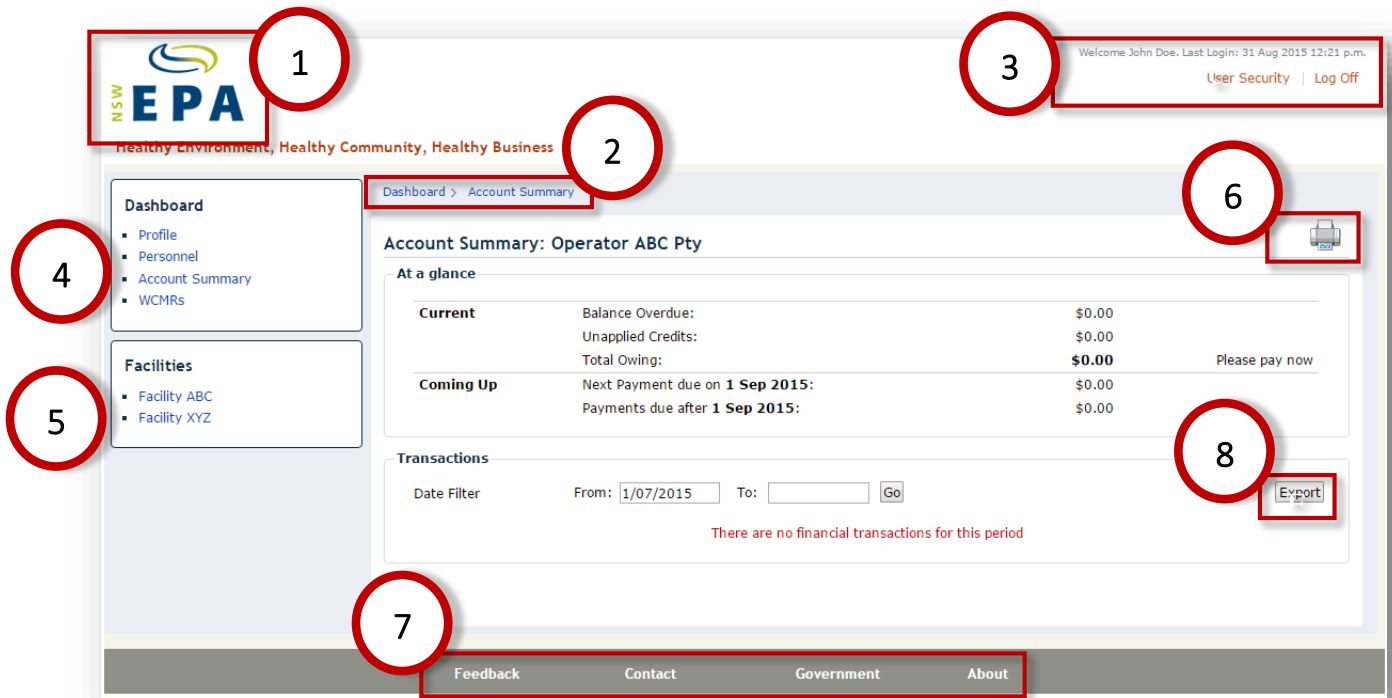 1
NSW EPA
3
Welcome John Doe. Last Login: 31 Aug 2015 12:21 p.m.
User Security | Log Off
Healthy Environment, Healthy Community, Healthy Business
2
Dashboard > Account Summary
6
4
Dashboard
Profile
Personnel
Account Summary
WCMRs
5
Facilities
Facility ABC
Facility XYZ
Account Summary: Operator ABC Pty
At a glance
Current Balance Overdue: $0.00
Unapplied Credits: $0.00
Total Owing: $0.00 Please pay now
Coming Up Next Payment due on 1 Sep 2015: $0.00
Payments due after 1 Sep 2015: $0.00
8
Transactions
Date Filter From: 1/07/2015 To: Go Export
There are no financial transactions for this period
7
Feedback Contact Government About